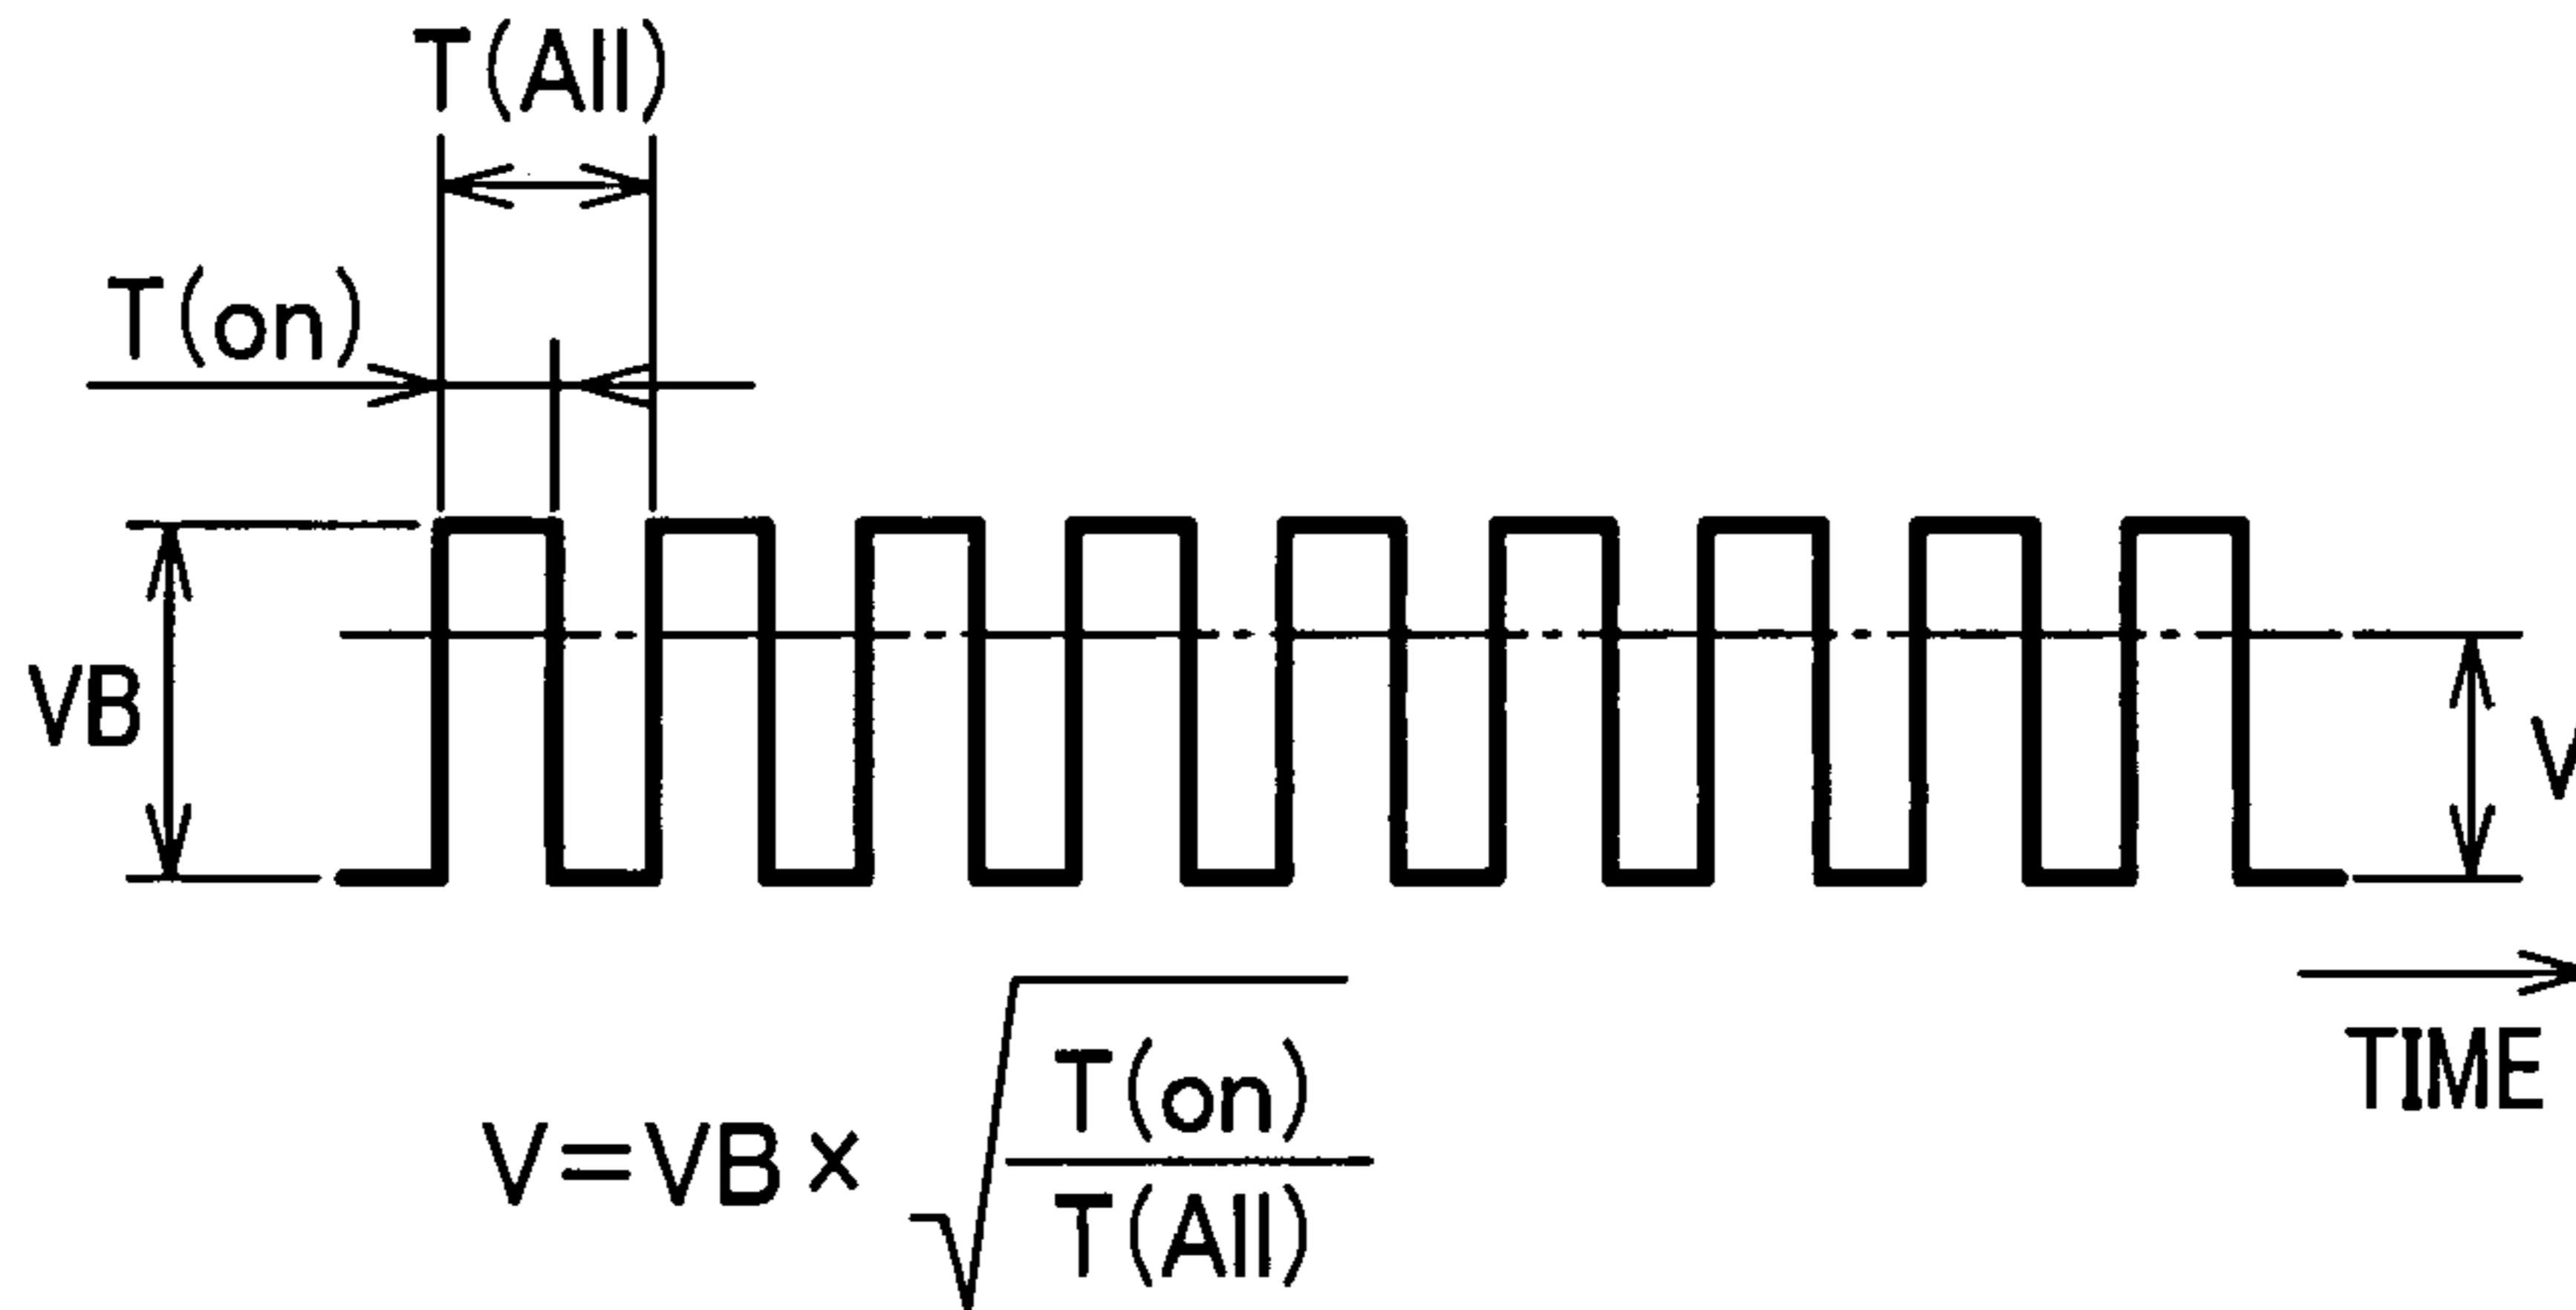 T(All)
T(on)
VB
V
TIME
V=VB×√T(on)/T(All)